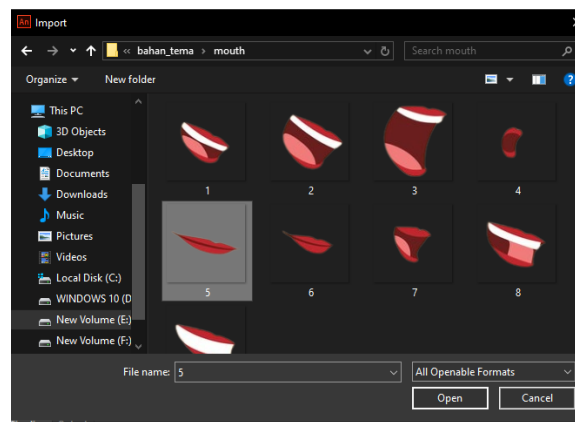 An Import
« bahan_tema › mouth
Search mouth
Organize
New folder
?
This PC
3D Objects
Desktop
Documents
Downloads
Music
Pictures
Videos
Local Disk (C:)
WINDOWS 10 (D
New Volume (E:)
New Volume (F:)
1 2 3 4
5 6 7 8
File name: 5
All Openable Formats
Open Cancel